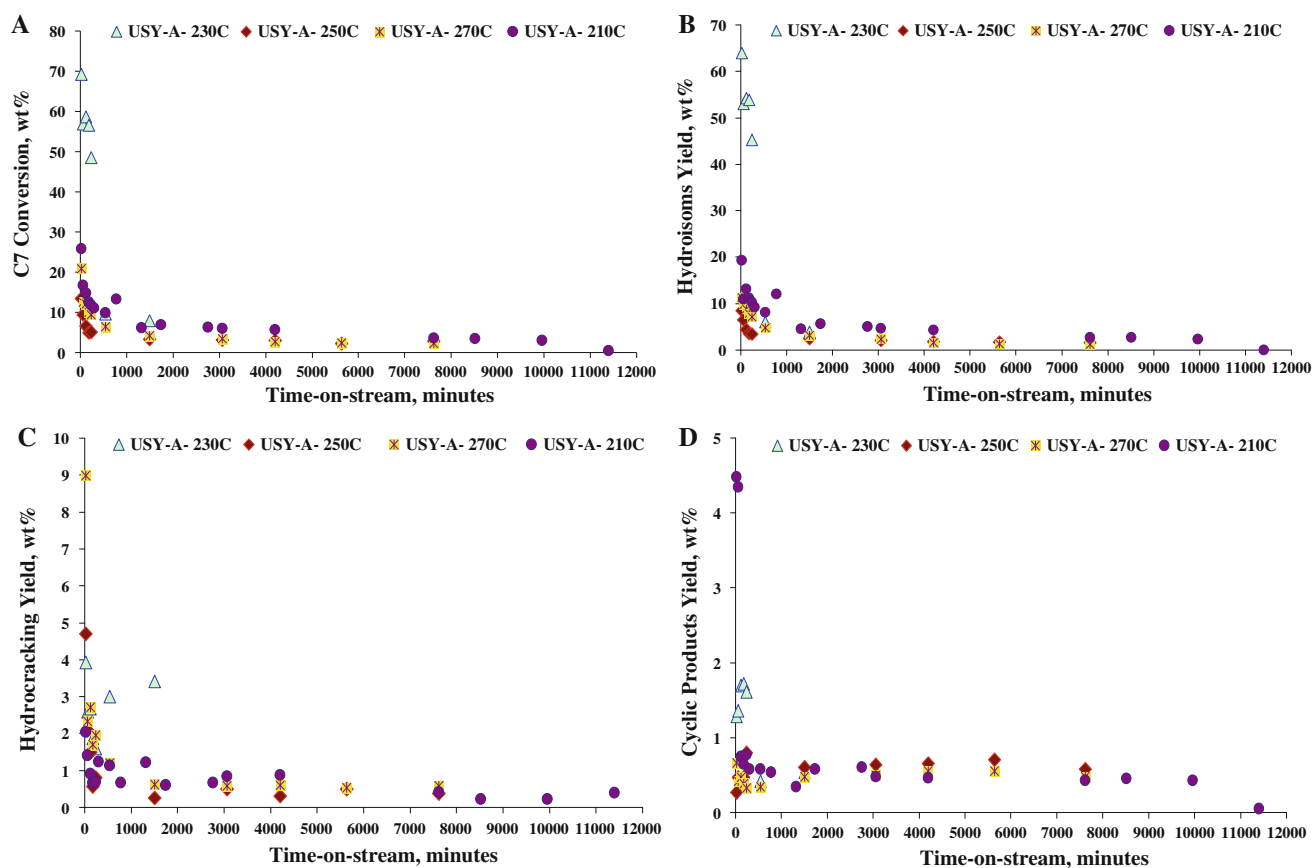 A
USY-A- 230C USY-A- 250C USY-A- 270C USY-A- 210C
80
70
60
50
40
30
20
10
0
C7 Conversion, wt%
0 1000 2000 3000 4000 5000 6000 7000 8000 9000 10000 11000 12000
Time-on-stream, minutes
B
USY-A- 230C USY-A- 250C USY-A- 270C USY-A- 210C
70
60
50
40
30
20
10
0
Hydroisoms Yield, wt%
0 1000 2000 3000 4000 5000 6000 7000 8000 9000 10000 11000 12000
Time-on-stream, minutes
C
USY-A- 230C USY-A- 250C USY-A- 270C USY-A- 210C
10
9
8
7
6
5
4
3
2
1
0
Hydrocracking Yield, wt%
0 1000 2000 3000 4000 5000 6000 7000 8000 9000 10000 11000 12000
Time-on-stream, minutes
D
USY-A- 230C USY-A- 250C USY-A- 270C USY-A- 210C
5
4
3
2
1
0
Cyclic Products Yield, wt%
0 1000 2000 3000 4000 5000 6000 7000 8000 9000 10000 11000 12000
Time-on-stream, minutes